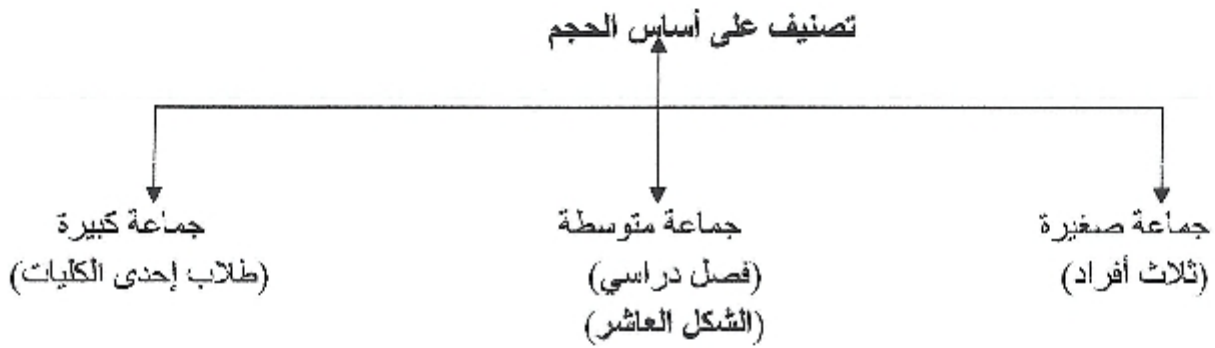 تصنيف على أساس الحجم
جماعة صغيرة
(ثلاث أفراد)
جماعة متوسطة
(فصل دراسي)
(الشكل العاشر)
جماعة كبيرة
(طلاب إحدى الكليات)